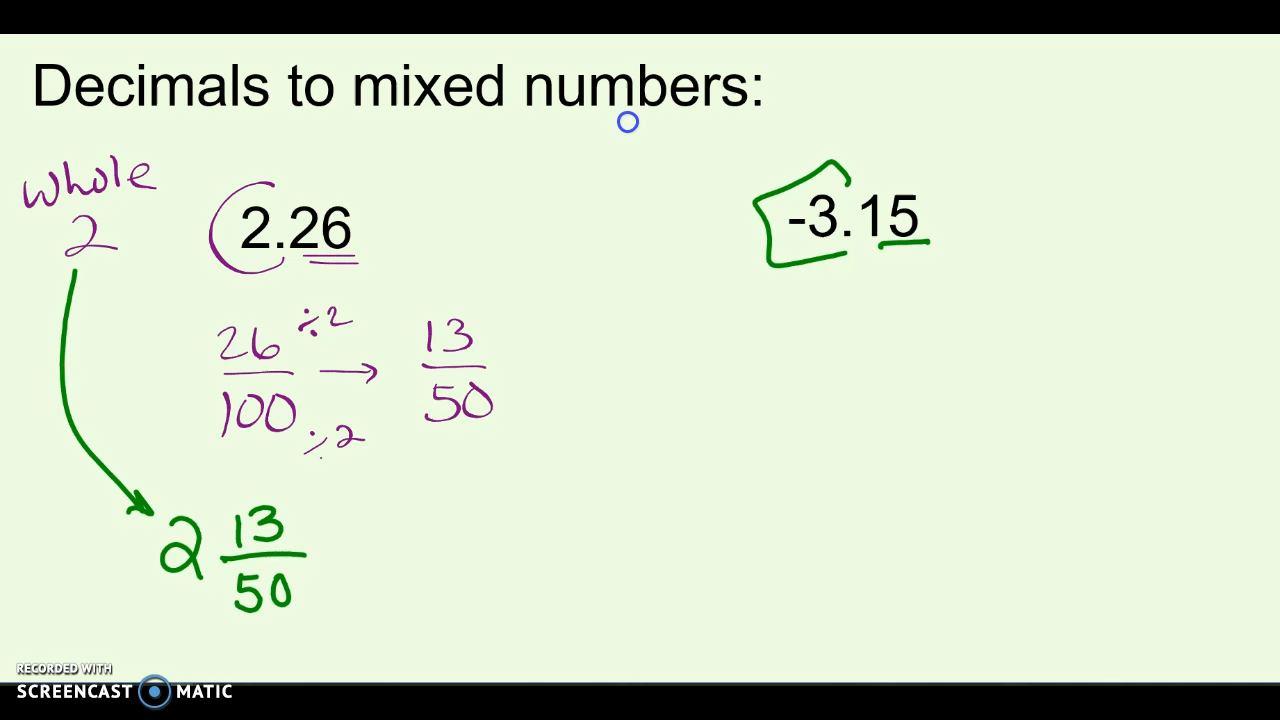 Decimals to mixed numbers:
whole
2
2.26
26 ÷2
100 ÷2
→
13
50
2 13
50
-3.15
RECORDED WITH
SCREENCAST MATIC